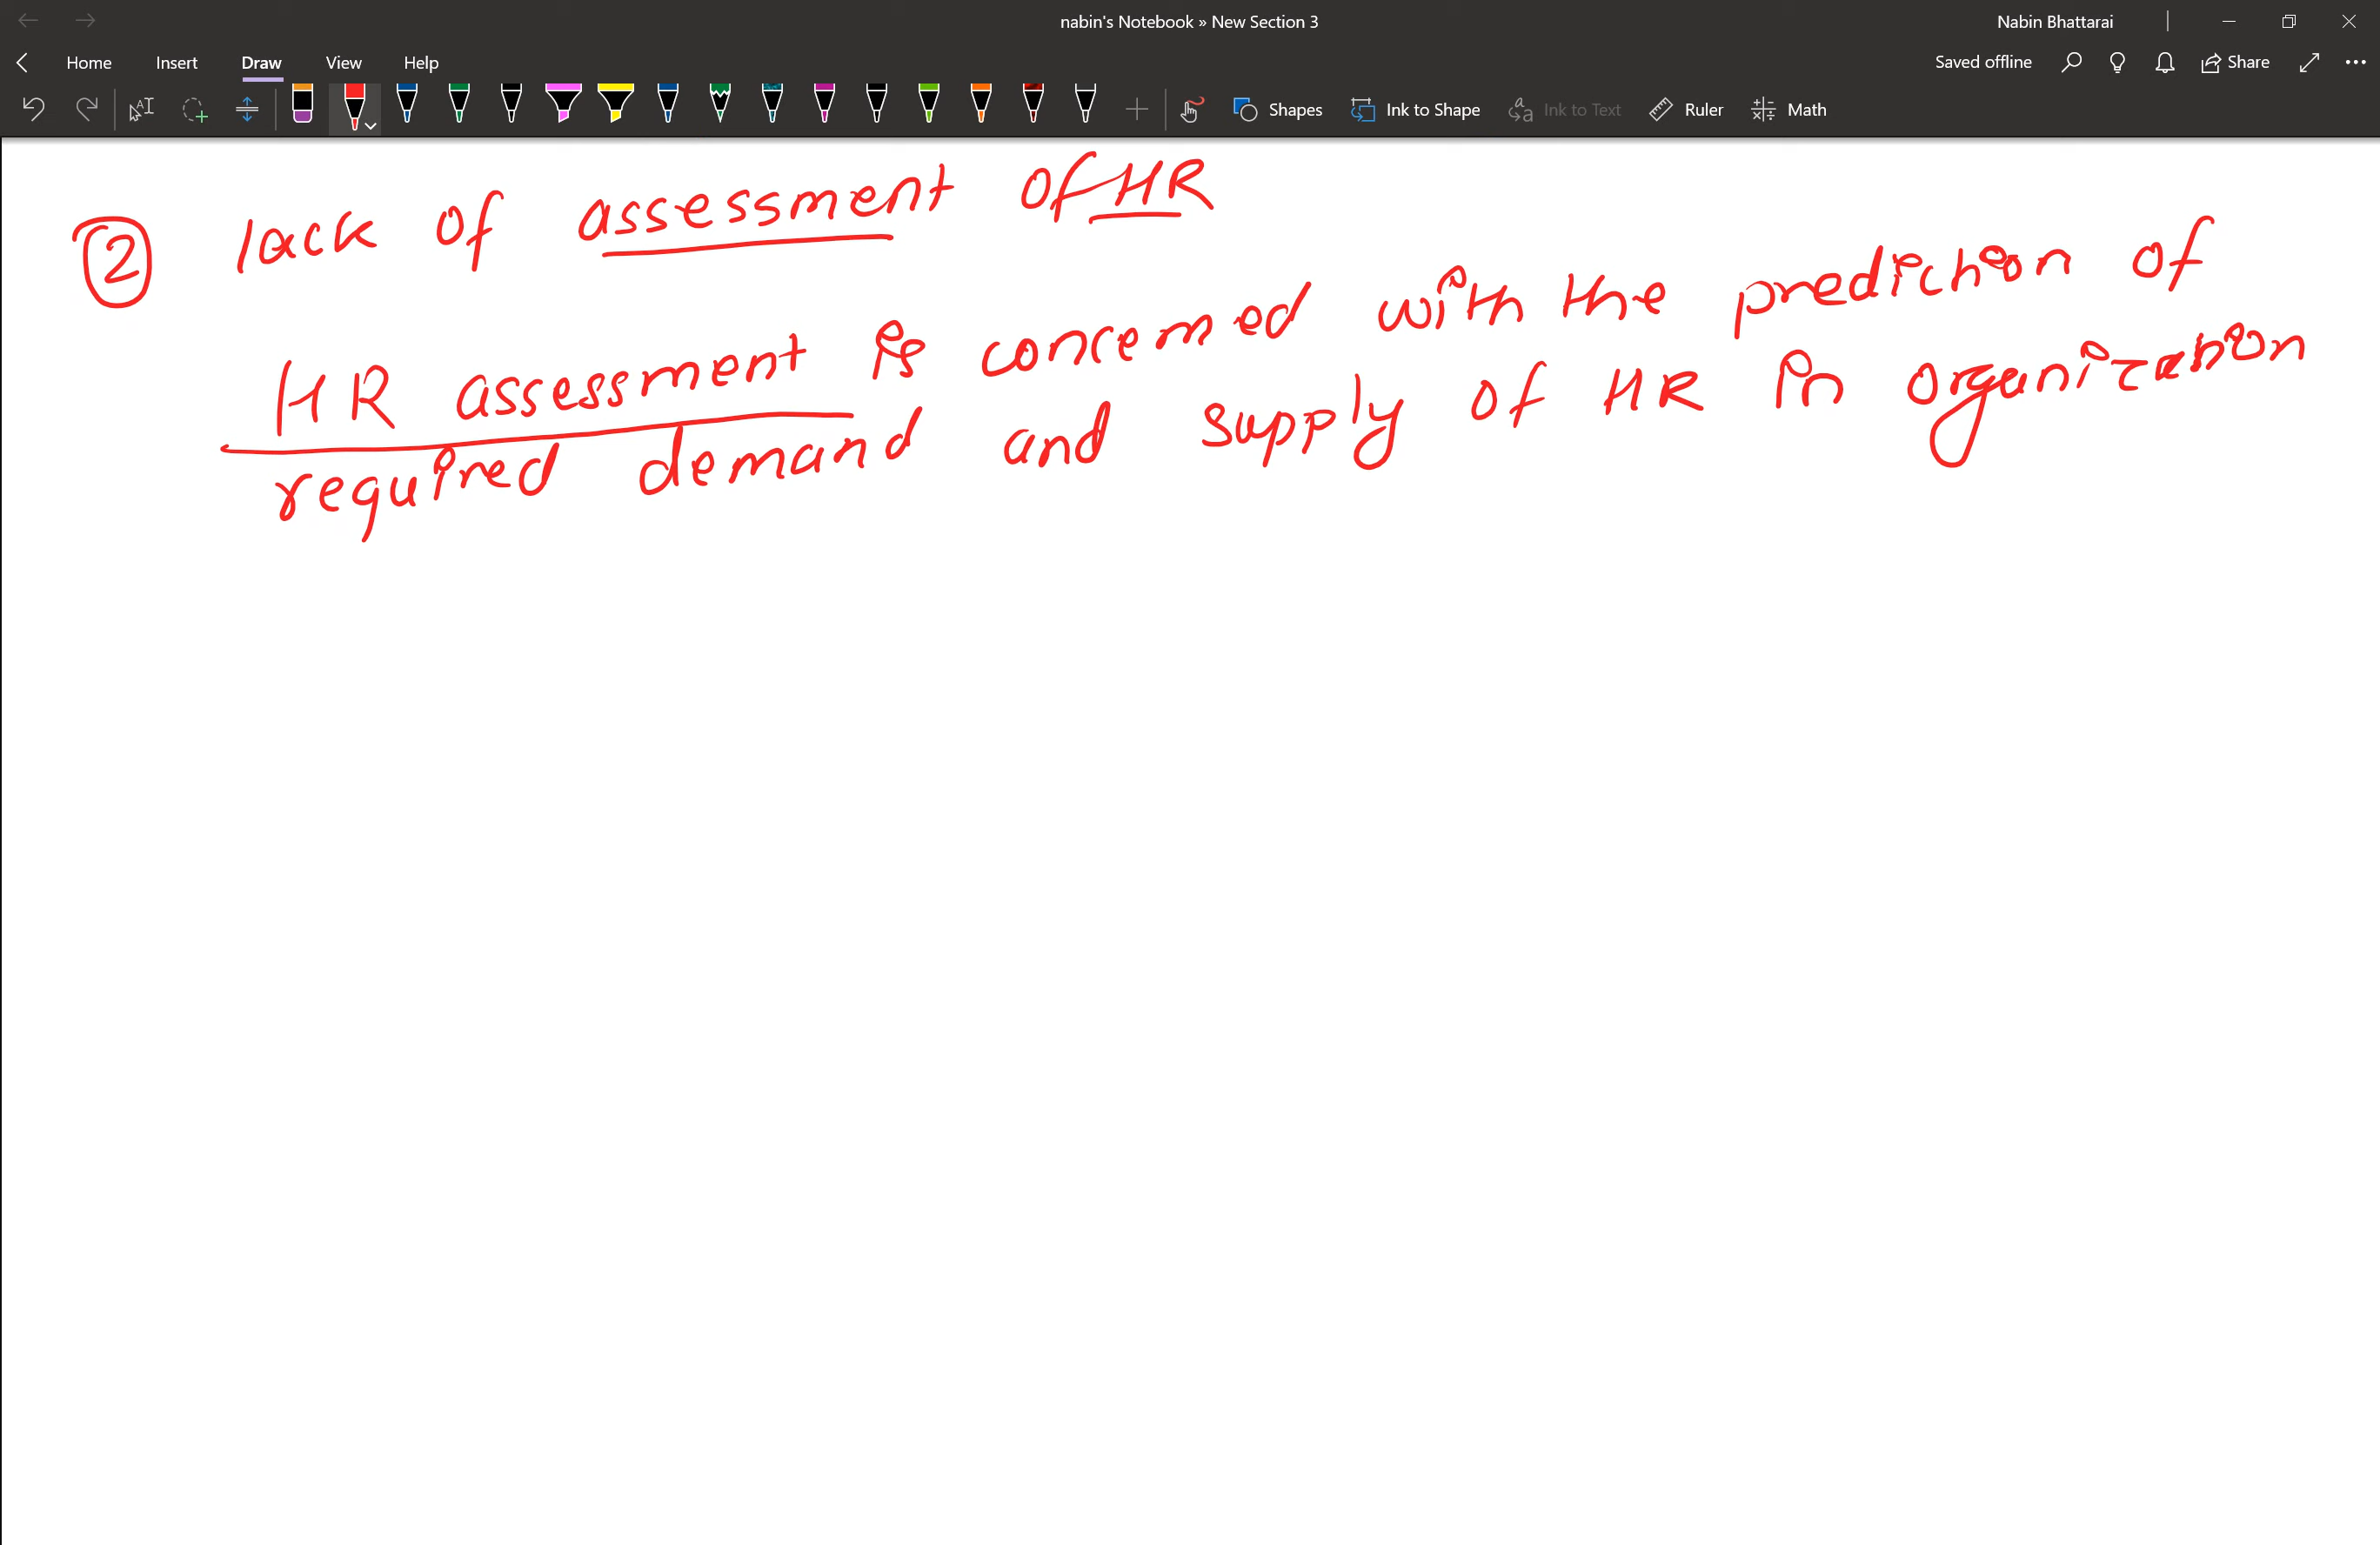 nabin's Notebook » New Section 3
Nabin Bhattarai
Home Insert Draw View Help
Saved offline
Share
Shapes Ink to Shape Ink to Text Ruler Math
② lack of assessment of HR
HR assessment is concerned with the prediction of
required demand and supply of HR in organization